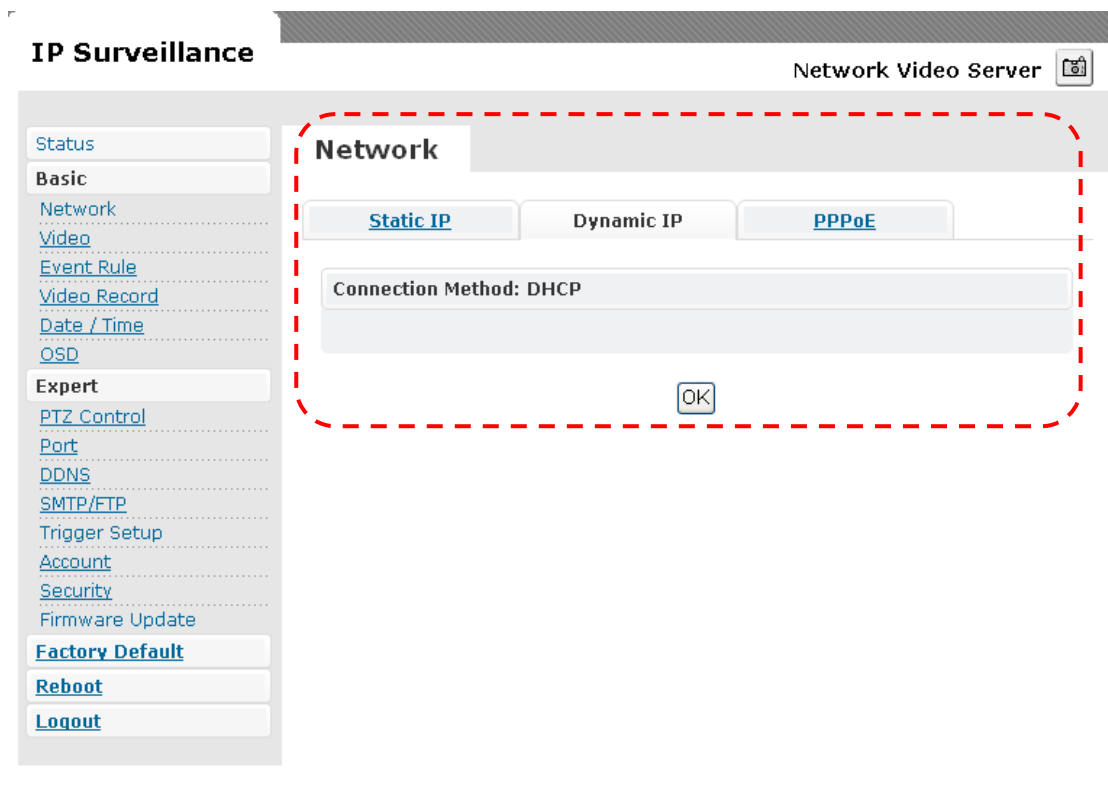 IP Surveillance
Network Video Server
Status
Basic
Network
Video
Event Rule
Video Record
Date / Time
OSD
Expert
PTZ Control
Port
DDNS
SMTP/FTP
Trigger Setup
Account
Security
Firmware Update
Factory Default
Reboot
Logout
Network
Static IP Dynamic IP PPPoE
Connection Method: DHCP
OK